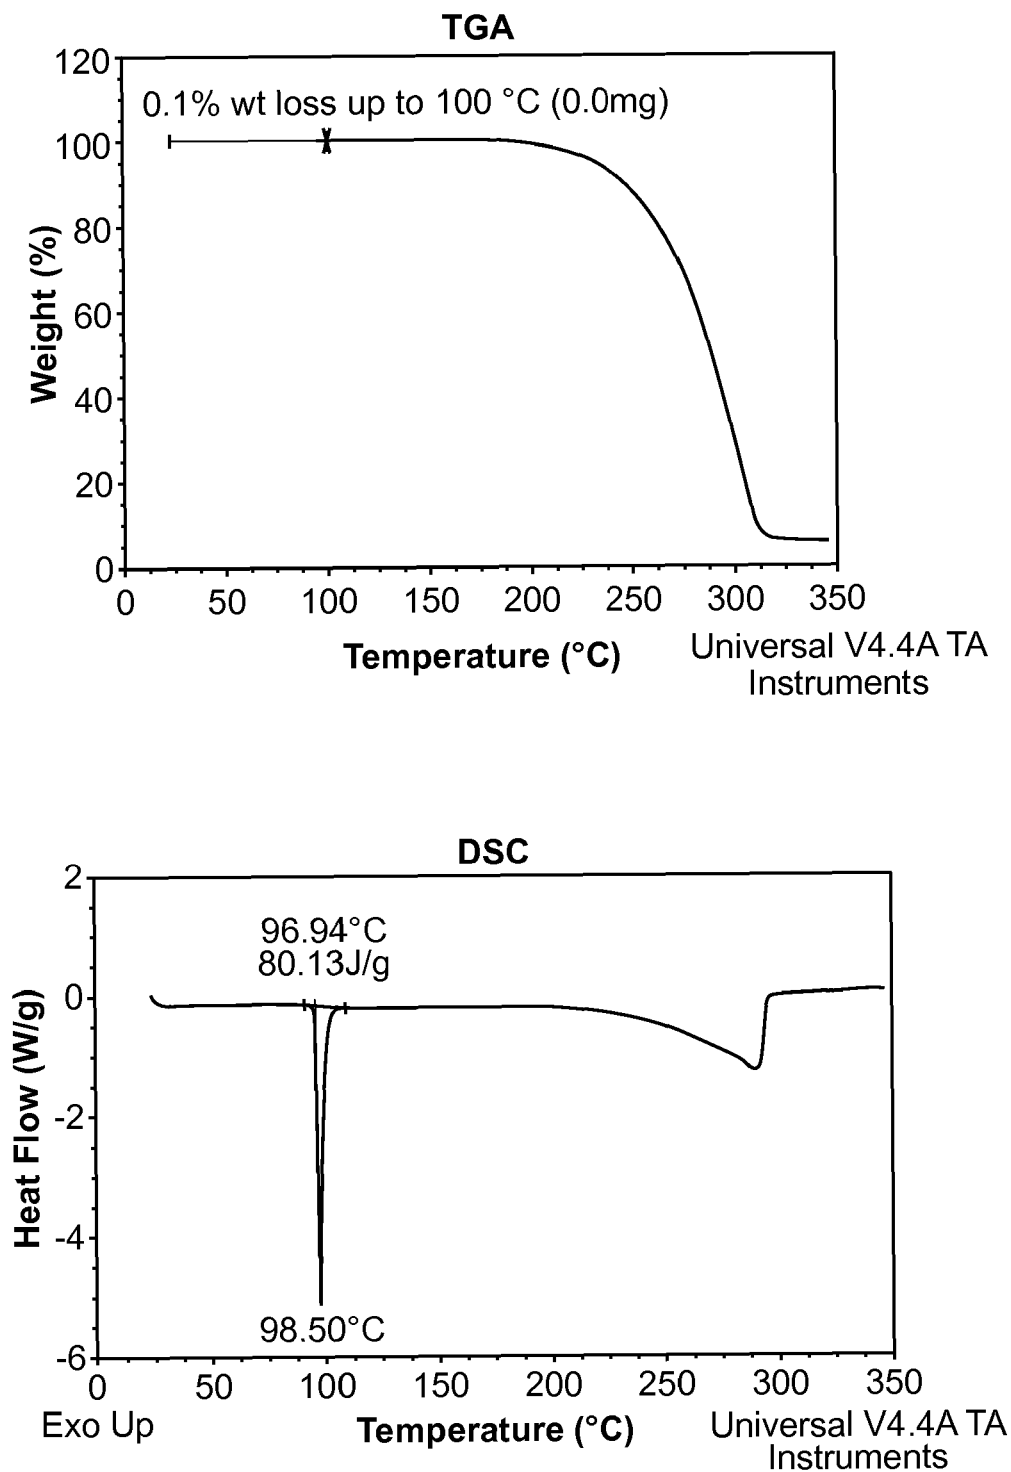 TGA
120
0.1% wt loss up to 100 °C (0.0mg)
100
80
60
40
20
0
Weight (%)
0 50 100 150 200 250 300 350
Temperature (°C)
Universal V4.4A TA
Instruments
DSC
2
96.94°C
80.13J/g
0
-2
-4
98.50°C
-6
Heat Flow (W/g)
0 50 100 150 200 250 300 350
Exo Up
Temperature (°C)
Universal V4.4A TA
Instruments